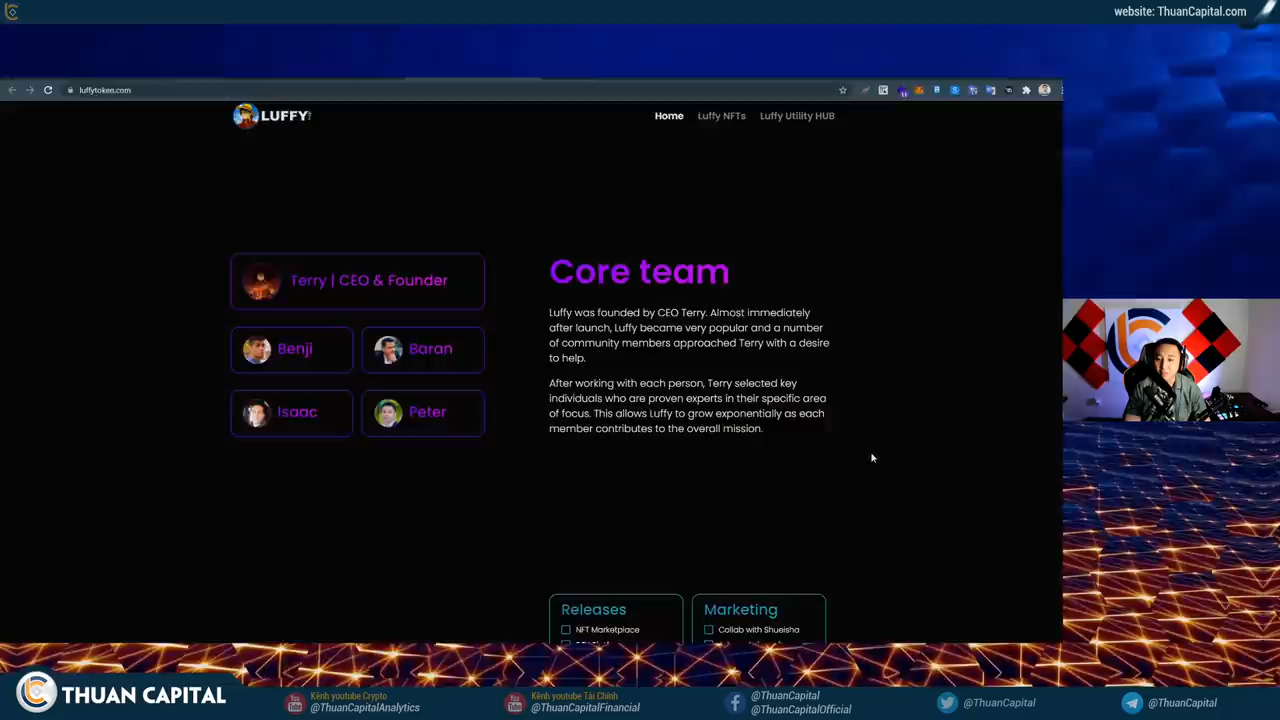 website: ThuanCapital.com
luffytoken.com
LUFFY
Home
Luffy NFTs
Luffy Utility HUB
Terry | CEO & Founder
Benji
Baran
Isaac
Peter
Core team
Luffy was founded by CEO Terry. Almost immediately
after launch, Luffy became very popular and a number
of community members approached Terry with a desire
to help.
After working with each person, Terry selected key
individuals who are proven experts in their specific area
of focus. This allows Luffy to grow exponentially as each
member contributes to the overall mission.
Releases
NFT Marketplace
Marketing
Collab with Shueisha
THUAN CAPITAL
Kênh youtube Crypto
@ThuanCapitalAnalytics
Kênh youtube Tài Chính
@ThuanCapitalFinancial
@ThuanCapital
@ThuanCapitalOfficial
@ThuanCapital
@ThuanCapital